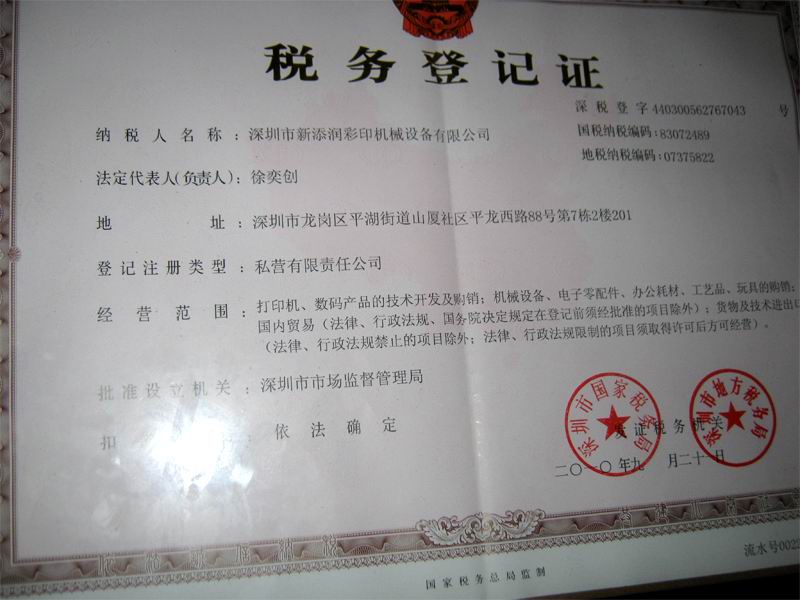 税务登记证
深税登字 440300562767043 号
国税纳税编码：83072489
地税纳税编码：07375822
纳税人名称：深圳市新添润彩印机械设备有限公司
法定代表人(负责人)：徐奕创
地址：深圳市龙岗区平湖街道山厦社区平龙西路88号第7栋2楼201
登记注册类型：私营有限责任公司
经营范围：打印机、数码产品的技术开发及购销；机械设备、电子零配件、办公耗材、工艺品、玩具的购销；
国内贸易（法律、行政法规、国务院决定规定在登记前须经批准的项目除外）；货物及技术进出口
（法律、行政法规禁止的项目除外；法律、行政法规限制的项目须取得许可后方可经营）。
批准设立机关：深圳市市场监督管理局
扣 ：依法确定
深圳市国家税务局
深圳市地方税务局
发证税务机关
二〇一〇年九月二十一日
流水号0022
国家税务总局监制